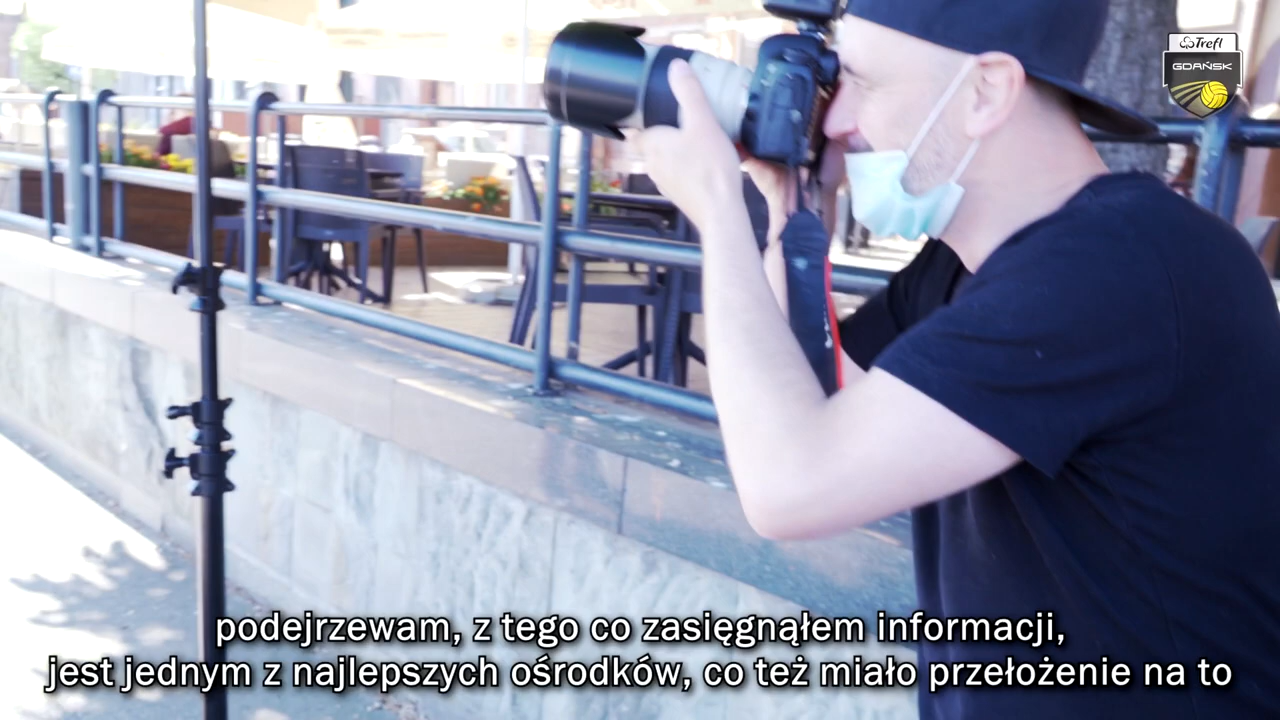 Trefl
GDAŃSK
podejrzewam, z tego co zasięgnąłem informacji,
jest jednym z najlepszych ośrodków, co też miało przełożenie na to